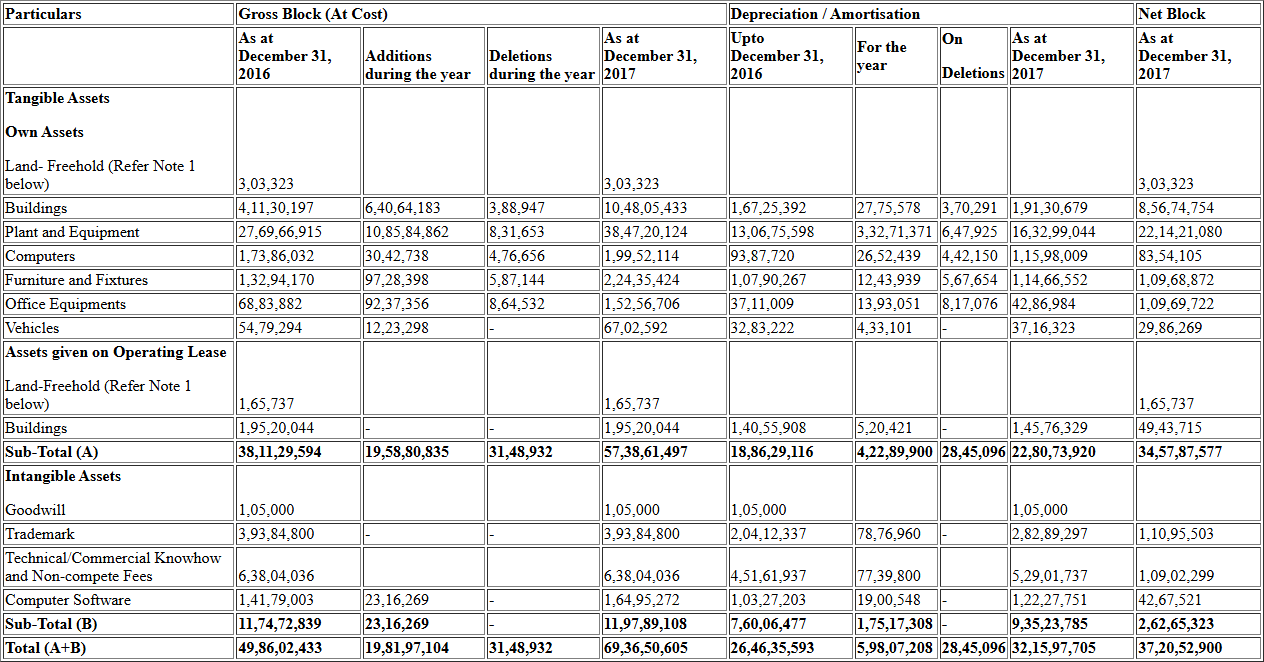 Particulars Gross Block (At Cost) Depreciation / Amortisation Net Block
As at December 31, 2016 Additions during the year Deletions during the year As at December 31, 2017 Upto December 31, 2016 For the year On Deletions As at December 31, 2017 As at December 31, 2017
Tangible Assets
Own Assets
Land- Freehold (Refer Note 1
below) 3,03,323 3,03,323 3,03,323
Buildings 4,11,30,197 6,40,64,183 3,88,947 10,48,05,433 1,67,25,392 27,75,578 3,70,291 1,91,30,679 8,56,74,754
Plant and Equipment 27,69,66,915 10,85,84,862 8,31,653 38,47,20,124 13,06,75,598 3,32,71,371 6,47,925 16,32,99,044 22,14,21,080
Computers 1,73,86,032 30,42,738 4,76,656 1,99,52,114 93,87,720 26,52,439 4,42,150 1,15,98,009 83,54,105
Furniture and Fixtures 1,32,94,170 97,28,398 5,87,144 2,24,35,424 1,07,90,267 12,43,939 5,67,654 1,14,66,552 1,09,68,872
Office Equipments 68,83,882 92,37,356 8,64,532 1,52,56,706 37,11,009 13,93,051 8,17,076 42,86,984 1,09,69,722
Vehicles 54,79,294 12,23,298 - 67,02,592 32,83,222 4,33,101 - 37,16,323 29,86,269
Assets given on Operating Lease
Land-Freehold (Refer Note 1
below) 1,65,737 1,65,737 1,65,737
Buildings 1,95,20,044 - - 1,95,20,044 1,40,55,908 5,20,421 - 1,45,76,329 49,43,715
Sub-Total (A) 38,11,29,594 19,58,80,835 31,48,932 57,38,61,497 18,86,29,116 4,22,89,900 28,45,096 22,80,73,920 34,57,87,577
Intangible Assets
Goodwill 1,05,000 1,05,000 1,05,000 1,05,000
Trademark 3,93,84,800 - - 3,93,84,800 2,04,12,337 78,76,960 - 2,82,89,297 1,10,95,503
Technical/Commercial Knowhow
and Non-compete Fees 6,38,04,036 6,38,04,036 4,51,61,937 77,39,800 5,29,01,737 1,09,02,299
Computer Software 1,41,79,003 23,16,269 - 1,64,95,272 1,03,27,203 19,00,548 - 1,22,27,751 42,67,521
Sub-Total (B) 11,74,72,839 23,16,269 - 11,97,89,108 7,60,06,477 1,75,17,308 - 9,35,23,785 2,62,65,323
Total (A+B) 49,86,02,433 19,81,97,104 31,48,932 69,36,50,605 26,46,35,593 5,98,07,208 28,45,096 32,15,97,705 37,20,52,900